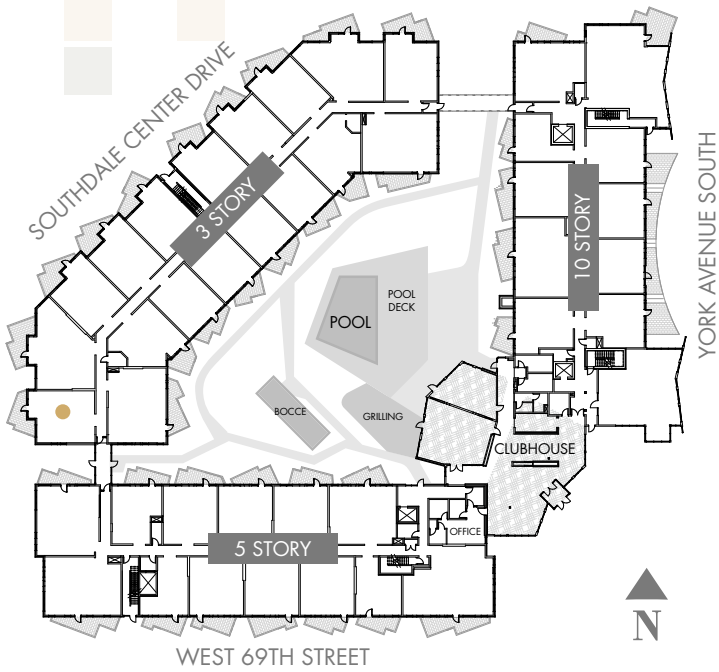 SOUTHDALE CENTER DRIVE
3 STORY
10 STORY
YORK AVENUE SOUTH
POOL
DECK
POOL
BOCCE
GRILLING
CLUBHOUSE
OFFICE
5 STORY
N
WEST 69TH STREET